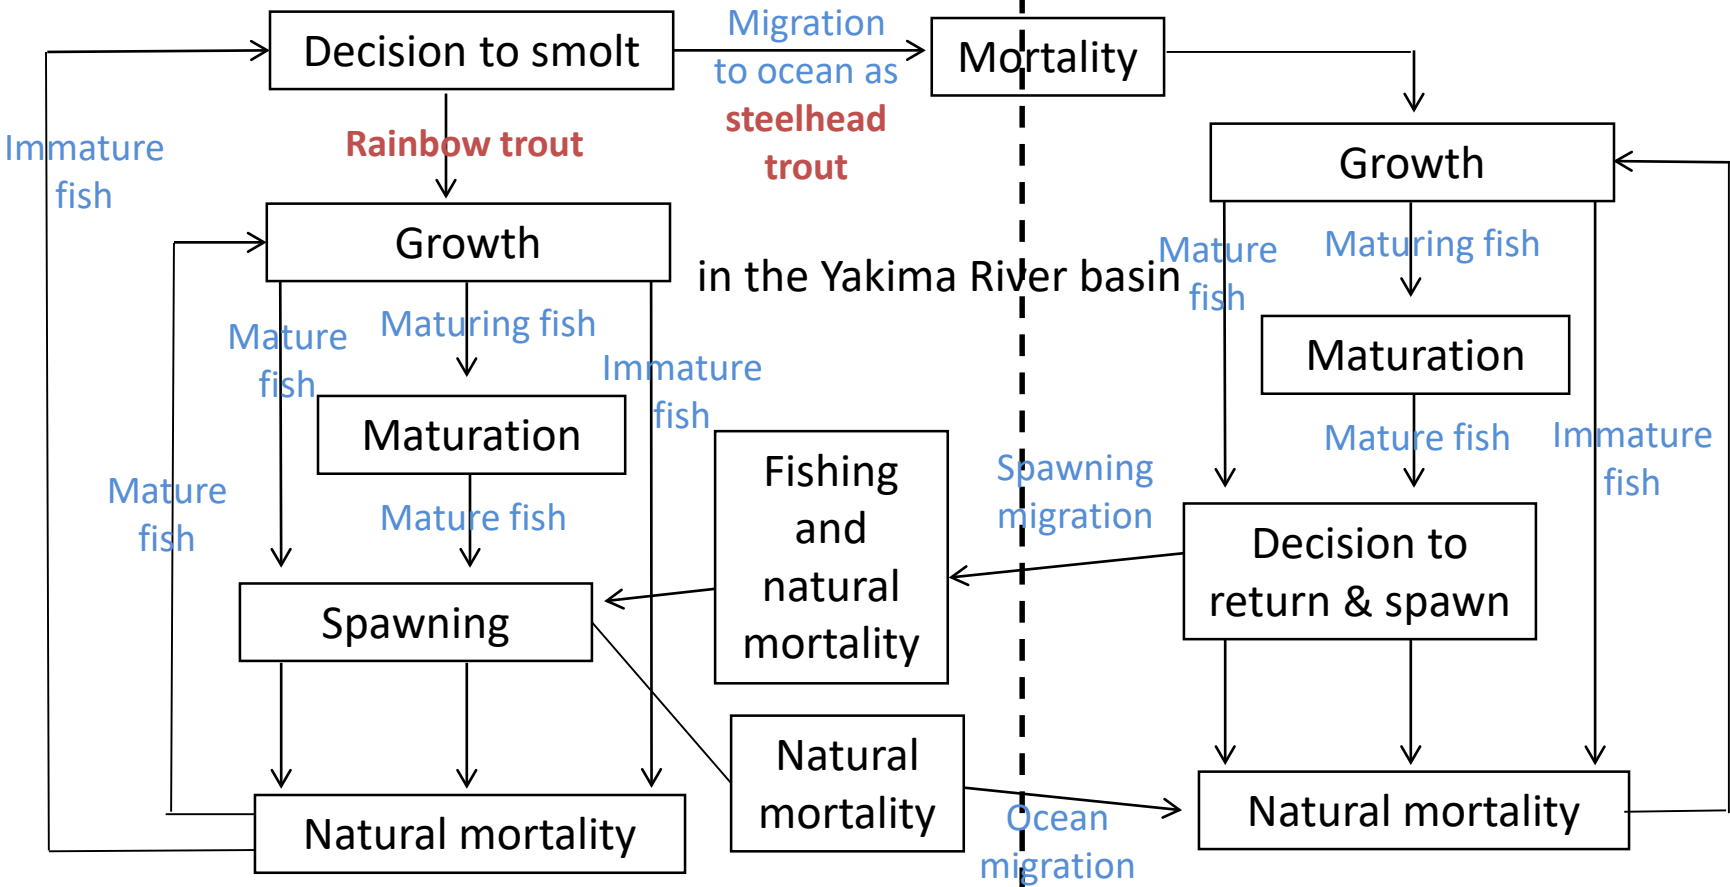 Decision to smolt
Migration
to ocean as
steelhead
trout
Mortality
Immature
fish
Rainbow trout
Growth
Growth
in the Yakima River basin
Mature
fish
Maturing fish
Mature
fish
Maturing fish
Immature
fish
Maturation
Maturation
Mature
fish
Mature fish
Mature fish
Immature
fish
Fishing
and
natural
mortality
Spawning
migration
Decision to
return & spawn
Spawning
Natural
mortality
Ocean
migration
Natural mortality
Natural mortality